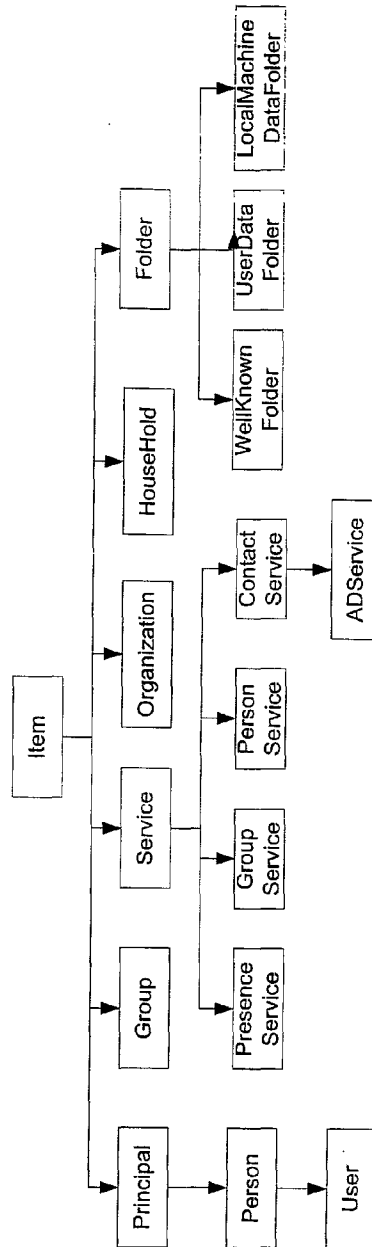 Item
Principal
Group
Service
Organization
HouseHold
Folder
Person
Presence
Service
Group
Service
Person
Service
Contact
Service
WellKnown
Folder
UserData
Folder
LocalMachine
DataFolder
User
ADService